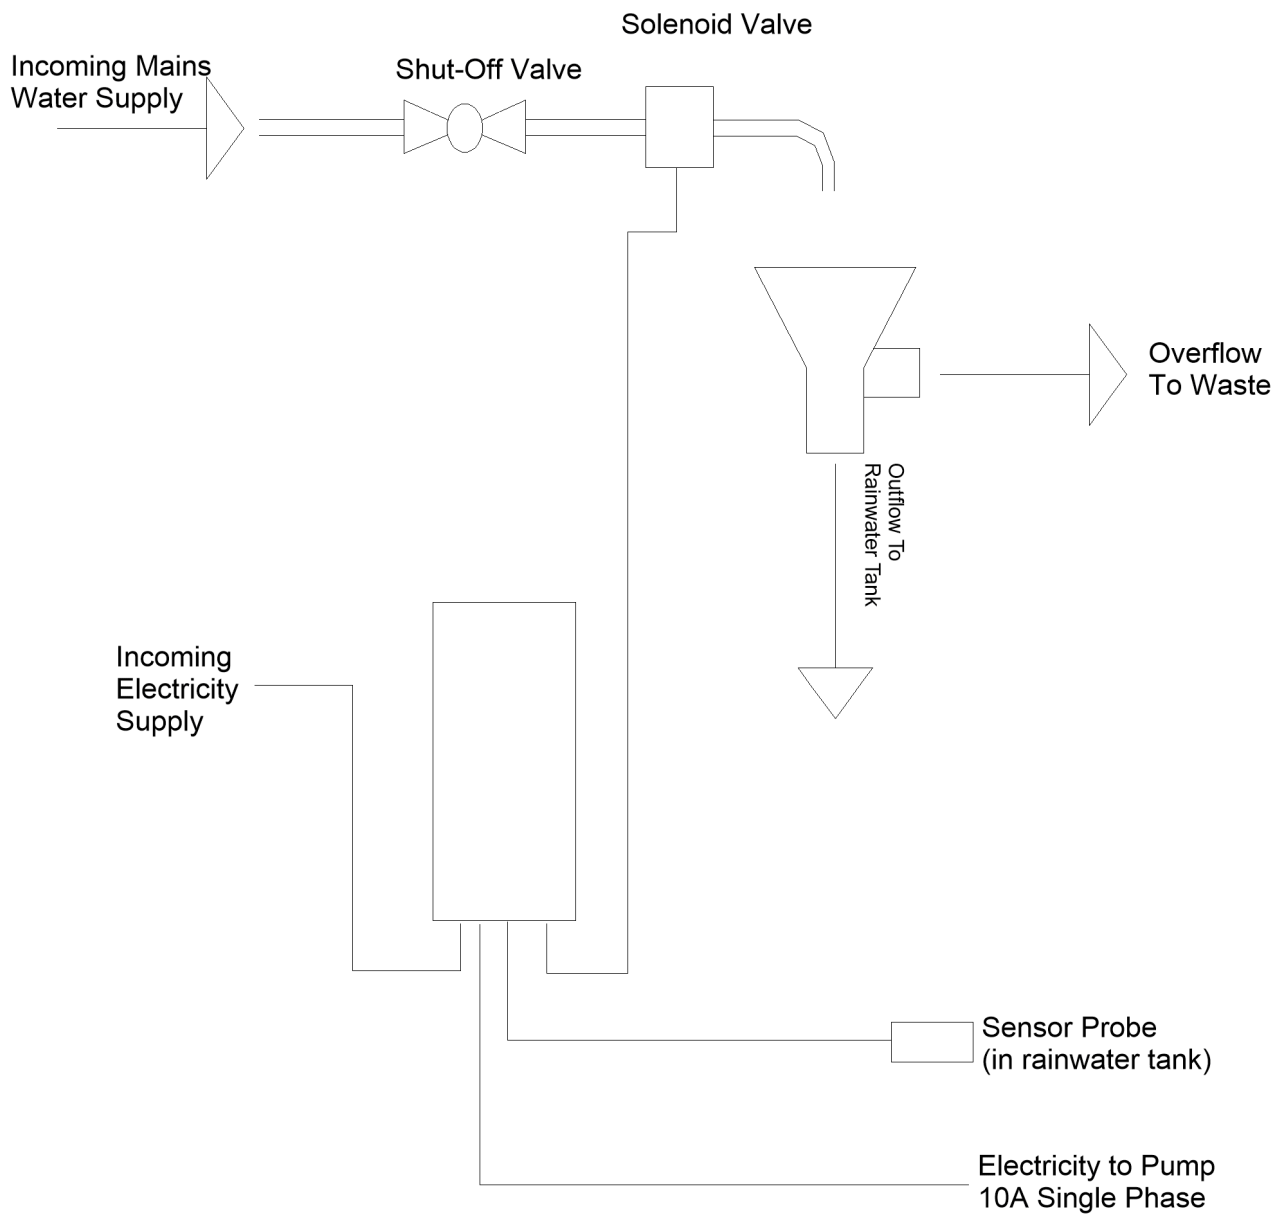 Solenoid Valve
Incoming Mains
Water Supply
Shut-Off Valve
Overflow
To Waste
Outflow To
Rainwater Tank
Incoming
Electricity
Supply
Sensor Probe
(in rainwater tank)
Electricity to Pump
10A Single Phase